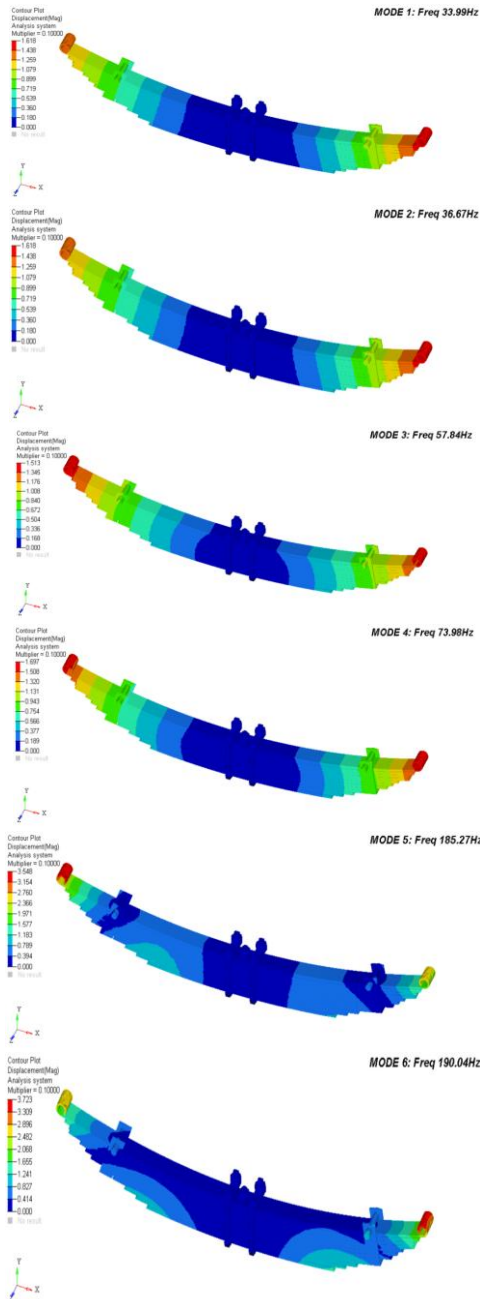 Contour Plot
Displacement(Mag)
Analysis system
Multiplier = 0.10000
1.618
1.438
1.259
1.079
0.899
0.719
0.539
0.360
0.180
0.000
No result
MODE 1: Freq 33.99Hz
Y
X
Z
Contour Plot
Displacement(Mag)
Analysis system
Multiplier = 0.10000
1.618
1.438
1.259
1.079
0.899
0.719
0.539
0.360
0.180
0.000
No result
MODE 2: Freq 36.67Hz
Y
X
Z
Contour Plot
Displacement(Mag)
Analysis system
Multiplier = 0.10000
1.513
1.345
1.176
1.008
0.840
0.672
0.504
0.336
0.168
0.000
No result
MODE 3: Freq 57.84Hz
Y
X
Z
Contour Plot
Displacement(Mag)
Analysis system
Multiplier = 0.10000
1.697
1.508
1.320
1.131
0.943
0.754
0.566
0.377
0.189
0.000
No result
MODE 4: Freq 73.98Hz
Y
X
Z
Contour Plot
Displacement(Mag)
Analysis system
Multiplier = 0.10000
3.548
3.154
2.760
2.366
1.971
1.577
1.183
0.789
0.394
0.000
No result
MODE 5: Freq 185.27Hz
Y
X
Z
Contour Plot
Displacement(Mag)
Analysis system
Multiplier = 0.10000
3.723
3.309
2.896
2.482
2.068
1.655
1.241
0.827
0.414
0.000
No result
MODE 6: Freq 190.04Hz
Y
X
Z